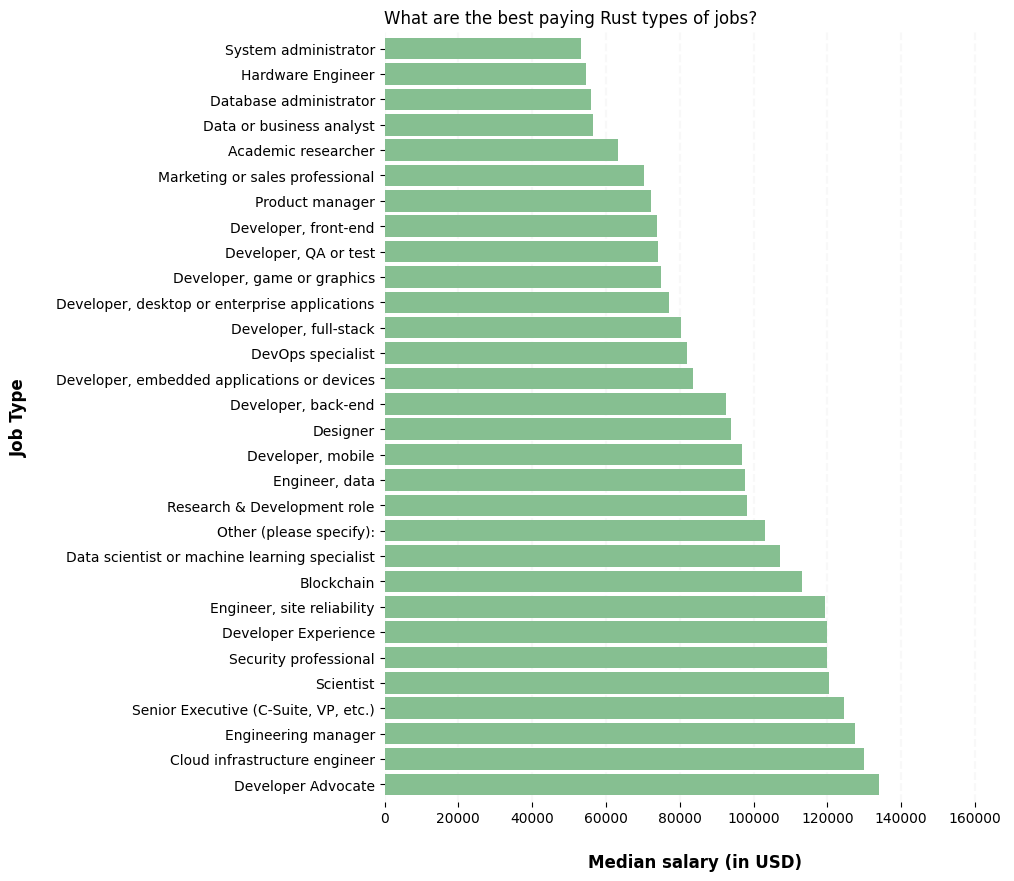 What are the best paying Rust types of jobs?
System administrator
Hardware Engineer
Database administrator
Data or business analyst
Academic researcher
Marketing or sales professional
Product manager
Developer, front-end
Developer, QA or test
Developer, game or graphics
Developer, desktop or enterprise applications
Developer, full-stack
DevOps specialist
Developer, embedded applications or devices
Developer, back-end
Designer
Developer, mobile
Engineer, data
Research & Development role
Other (please specify):
Data scientist or machine learning specialist
Blockchain
Engineer, site reliability
Developer Experience
Security professional
Scientist
Senior Executive (C-Suite, VP, etc.)
Engineering manager
Cloud infrastructure engineer
Developer Advocate
Job Type
0 20000 40000 60000 80000 100000 120000 140000 160000
Median salary (in USD)